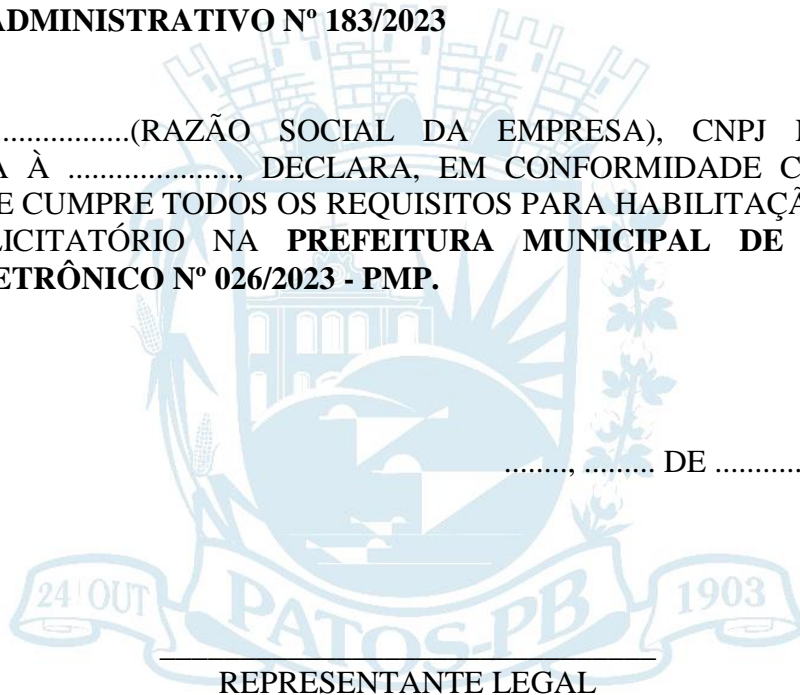 ADMINISTRATIVO Nº 183/2023
................(RAZÃO SOCIAL DA EMPRESA), CNPJ
À ...................., DECLARA, EM CONFORMIDADE
CUMPRE TODOS OS REQUISITOS PARA HABILITAÇÃ
LICITATÓRIO NA PREFEITURA MUNICIPAL DE
ETRÔNICO Nº 026/2023 - PMP.
........, ......... DE ...........
24 OUT
PATOS-PB
1903
REPRESENTANTE LEGAL